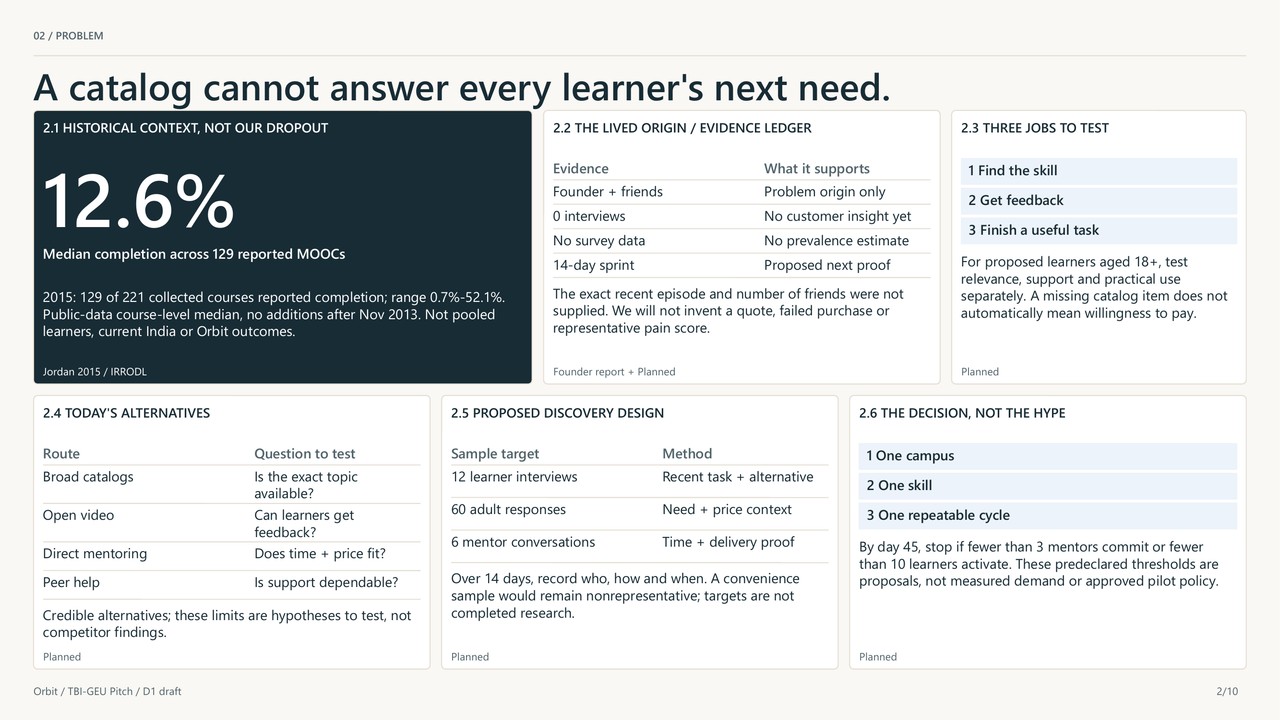 02 / PROBLEM
A catalog cannot answer every learner's next need.
2.1 HISTORICAL CONTEXT, NOT OUR DROPOUT
12.6%
Median completion across 129 reported MOOCs
2015: 129 of 221 collected courses reported completion; range 0.7%-52.1%.
Public-data course-level median, no additions after Nov 2013. Not pooled
learners, current India or Orbit outcomes.
Jordan 2015 / IRRODL
2.2 THE LIVED ORIGIN / EVIDENCE LEDGER
Evidence What it supports
Founder + friends Problem origin only
0 interviews No customer insight yet
No survey data No prevalence estimate
14-day sprint Proposed next proof
The exact recent episode and number of friends were not
supplied. We will not invent a quote, failed purchase or
representative pain score.
Founder report + Planned
2.3 THREE JOBS TO TEST
1 Find the skill
2 Get feedback
3 Finish a useful task
For proposed learners aged 18+, test
relevance, support and practical use
separately. A missing catalog item does not
automatically mean willingness to pay.
Planned
2.4 TODAY'S ALTERNATIVES
Route Question to test
Broad catalogs Is the exact topic
available?
Open video Can learners get
feedback?
Direct mentoring Does time + price fit?
Peer help Is support dependable?
Credible alternatives; these limits are hypotheses to test, not
competitor findings.
Planned
2.5 PROPOSED DISCOVERY DESIGN
Sample target Method
12 learner interviews Recent task + alternative
60 adult responses Need + price context
6 mentor conversations Time + delivery proof
Over 14 days, record who, how and when. A convenience
sample would remain nonrepresentative; targets are not
completed research.
Planned
2.6 THE DECISION, NOT THE HYPE
1 One campus
2 One skill
3 One repeatable cycle
By day 45, stop if fewer than 3 mentors commit or fewer
than 10 learners activate. These predeclared thresholds are
proposals, not measured demand or approved pilot policy.
Planned
Orbit / TBI-GEU Pitch / D1 draft
2/10